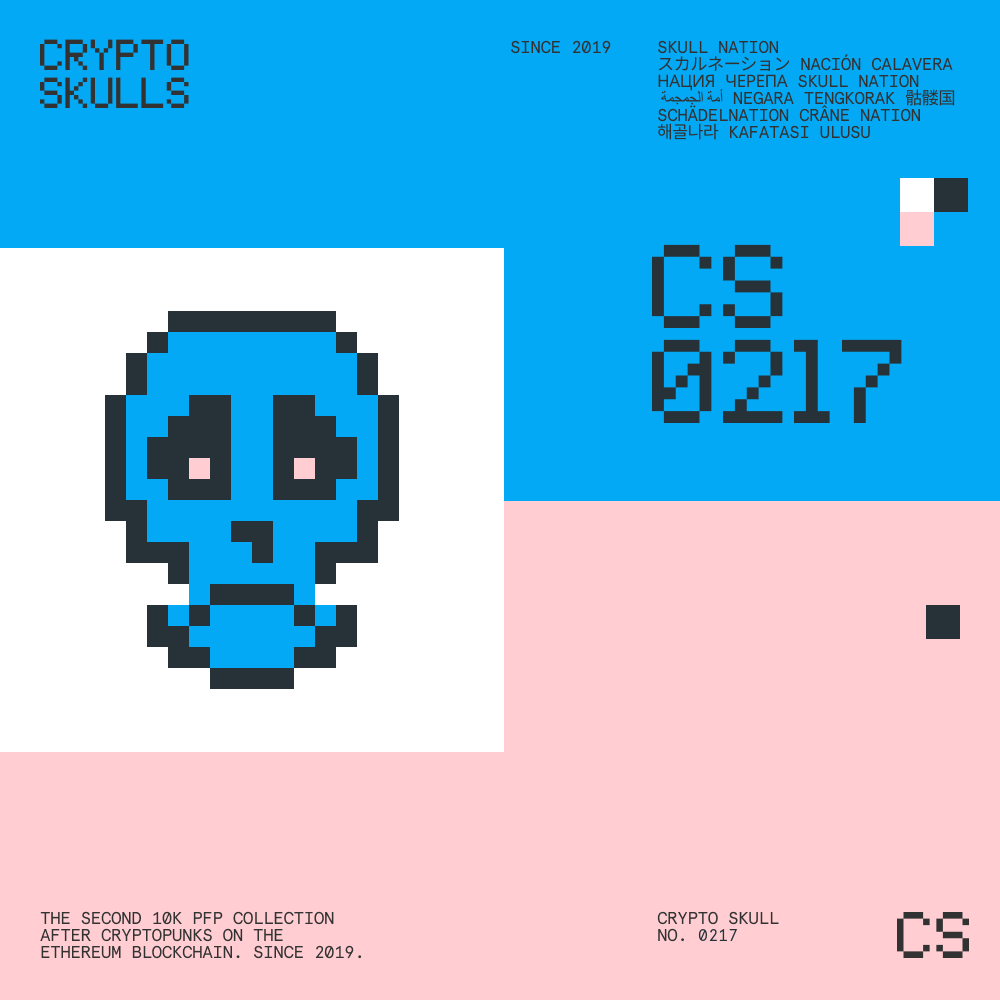 CRYPTO
SKULLS
SINCE 2019
SKULL NATION
スカルネーション NACIÓN CALAVERA
НАЦИЯ ЧЕРЕПА SKULL NATION
أمة الجمجمة NEGARA TENGKORAK 骷髅国
SCHÄDELNATION CRÂNE NATION
해골나라 KAFATASI ULUSU
CS
0217
THE SECOND 10K PFP COLLECTION
AFTER CRYPTOPUNKS ON THE
ETHEREUM BLOCKCHAIN. SINCE 2019.
CRYPTO SKULL
NO. 0217
CS